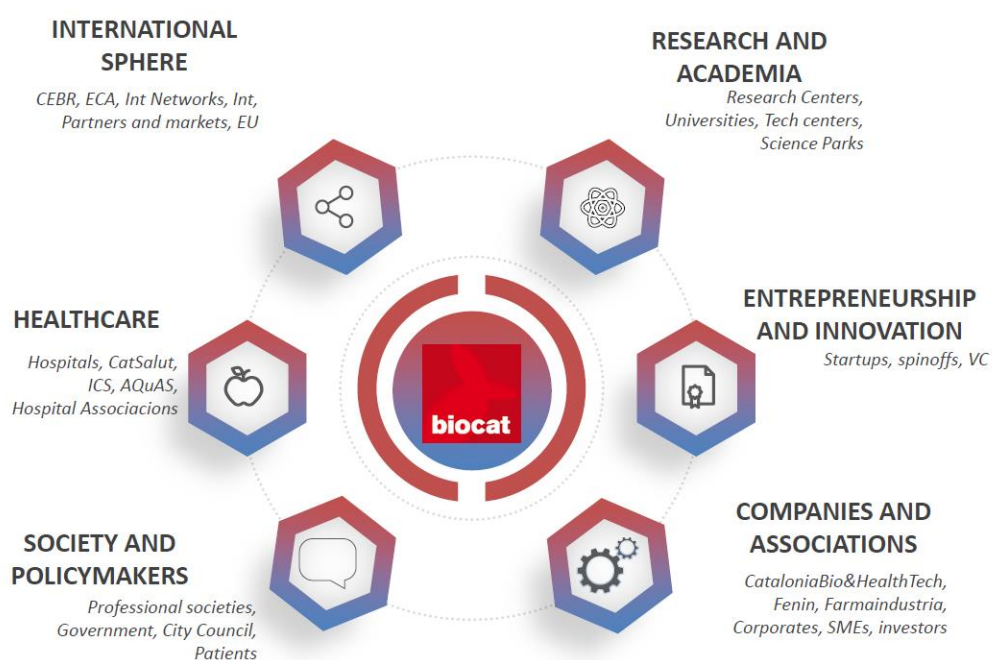 INTERNATIONAL
SPHERE
CEBR, ECA, Int Networks, Int,
Partners and markets, EU
RESEARCH AND
ACADEMIA
Research Centers,
Universities, Tech centers,
Science Parks
HEALTHCARE
Hospitals, CatSalut,
ICS, AQuAS,
Hospital Associacions
biocat
ENTREPRENEURSHIP
AND INNOVATION
Startups, spinoffs, VC
SOCIETY AND
POLICYMAKERS
Professional societies,
Government, City Council,
Patients
COMPANIES AND
ASSOCIATIONS
CataloniaBio&HealthTech,
Fenin, Farmaindustria,
Corporates, SMEs, investors